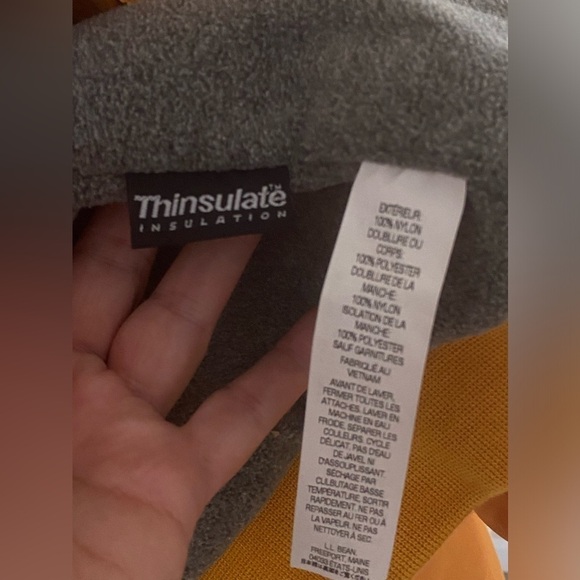 Thinsulate™
INSULATION
EXTÉRIEUR:
100% NYLON
DOUBLURE DU
CORPS:
100% POLYESTER
DOUBLURE DE LA
MANCHE:
100% NYLON
ISOLATION DE LA
MANCHE:
100% POLYESTER
SAUF GARNITURES
FABRIQUÉ AU
VIETNAM
AVANT DE LAVER,
FERMER TOUTES LES
ATTACHES. LAVER EN
MACHINE EN EAU
FROIDE, SÉPARER LES
COULEURS, CYCLE
DÉLICAT. PAS D'EAU
DE JAVEL NI
D'ASSOUPLISSANT.
SÉCHAGE PAR
CULBUTAGE BASSE
TEMPÉRATURE, SORTIR
RAPIDEMENT. NE PAS
REPASSER AU FER OU À
LA VAPEUR. NE PAS
NETTOYER À SEC
L.L. BEAN,
FREEPORT, MAINE
04033 ÉTATS-UNIS